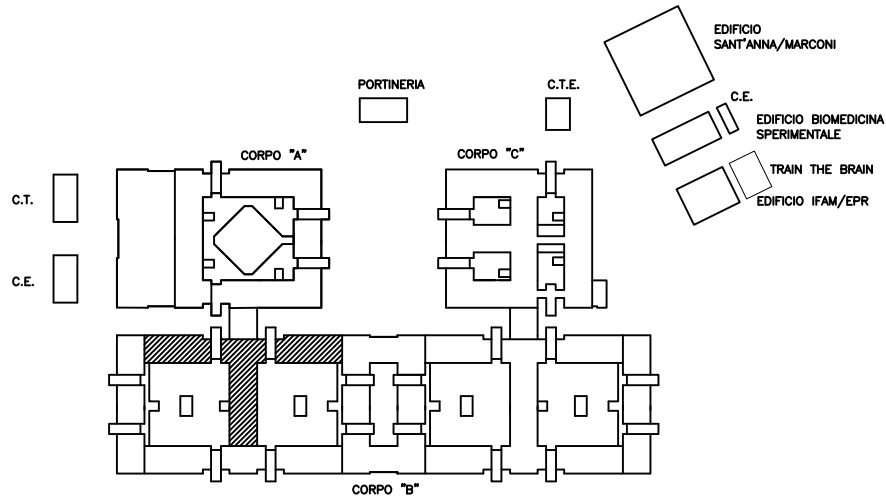 EDIFICIO
SANT'ANNA/MARCONI
PORTINERIA
C.T.E.
C.E.
EDIFICIO BIOMEDICINA
SPERIMENTALE
CORPO "A"
CORPO "C"
TRAIN THE BRAIN
C.T.
EDIFICIO IFAM/EPR
C.E.
CORPO "B"